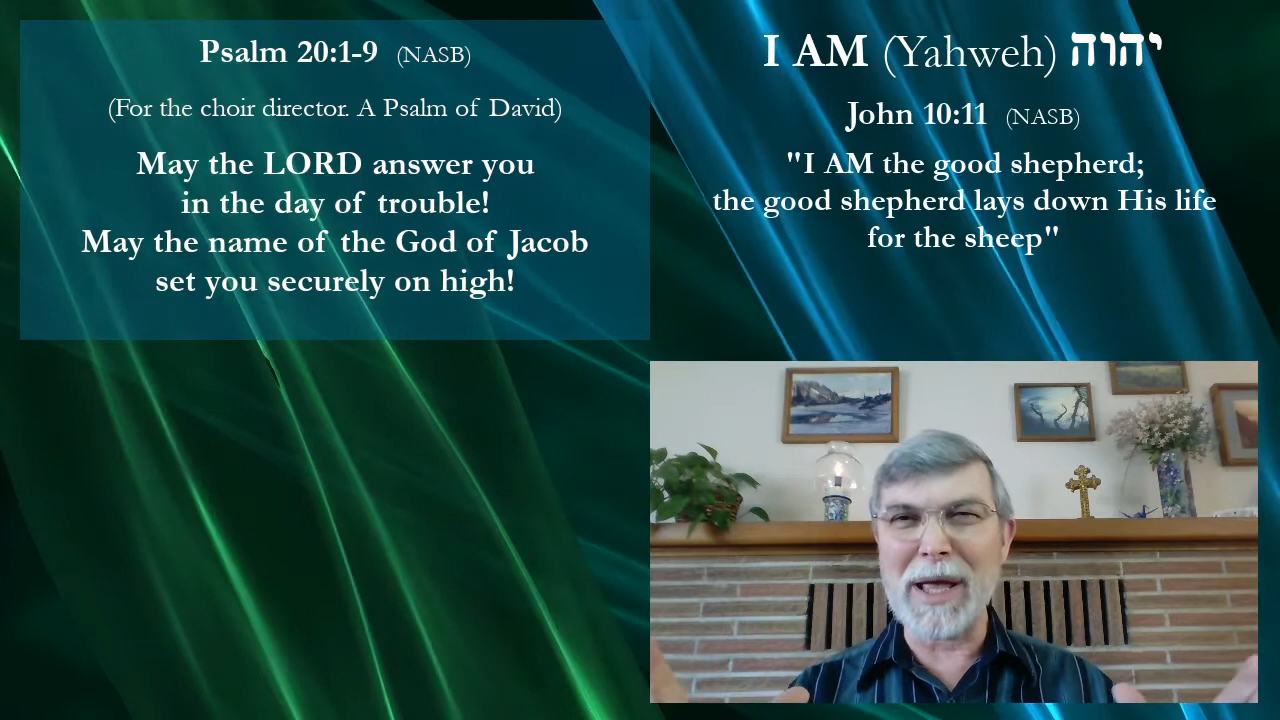 Psalm 20:1-9 (NASB)
(For the choir director. A Psalm of David)
May the LORD answer you
in the day of trouble!
May the name of the God of Jacob
set you securely on high!
I AM (Yahweh) יהוה
John 10:11 (NASB)
"I AM the good shepherd;
the good shepherd lays down His life
for the sheep"